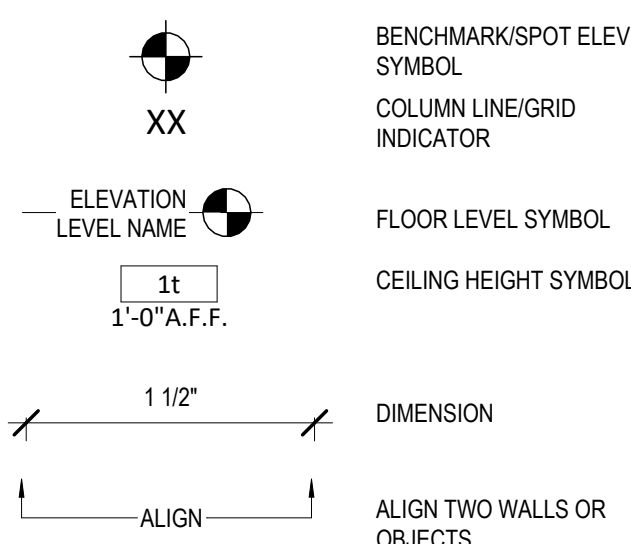 BENCHMARK/SPOT ELEV
SYMBOL
XX
COLUMN LINE/GRID
INDICATOR
ELEVATION
LEVEL NAME
FLOOR LEVEL SYMBOL
1t
1'-0"A.F.F.
CEILING HEIGHT SYMBOL
1 1/2"
DIMENSION
ALIGN
ALIGN TWO WALLS OR
OBJECTS